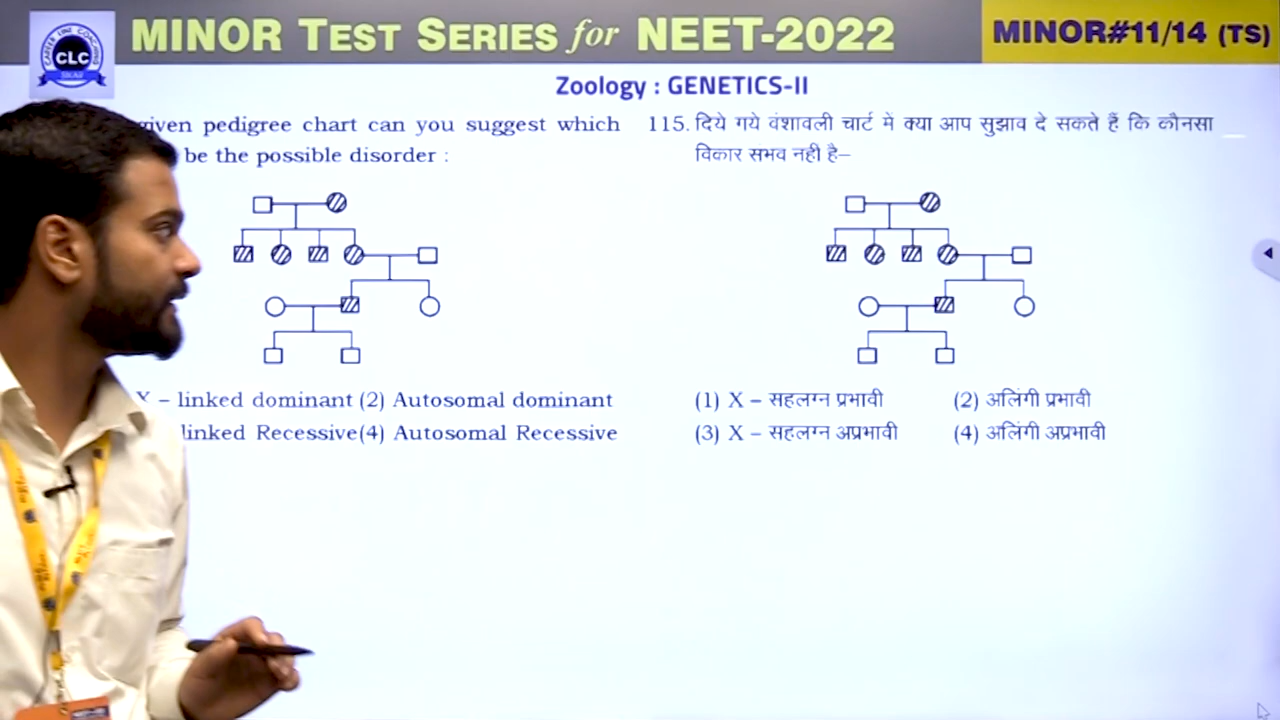 MINOR TEST SERIES for NEET-2022
MINOR#11/14 (TS)
CLC
Zoology : GENETICS-II
given pedigree chart can you suggest which
be the possible disorder :
X – linked dominant (2) Autosomal dominant
linked Recessive(4) Autosomal Recessive
115. दिये गये वंशावली चार्ट मे क्या आप सुझाव दे सकते हैं कि कौनसा
विकार सभव नही है–
(1) X – सहलग्न प्रभावी (2) अलिंगी प्रभावी
(3) X – सहलग्न अप्रभावी (4) अलिंगी अप्रभावी